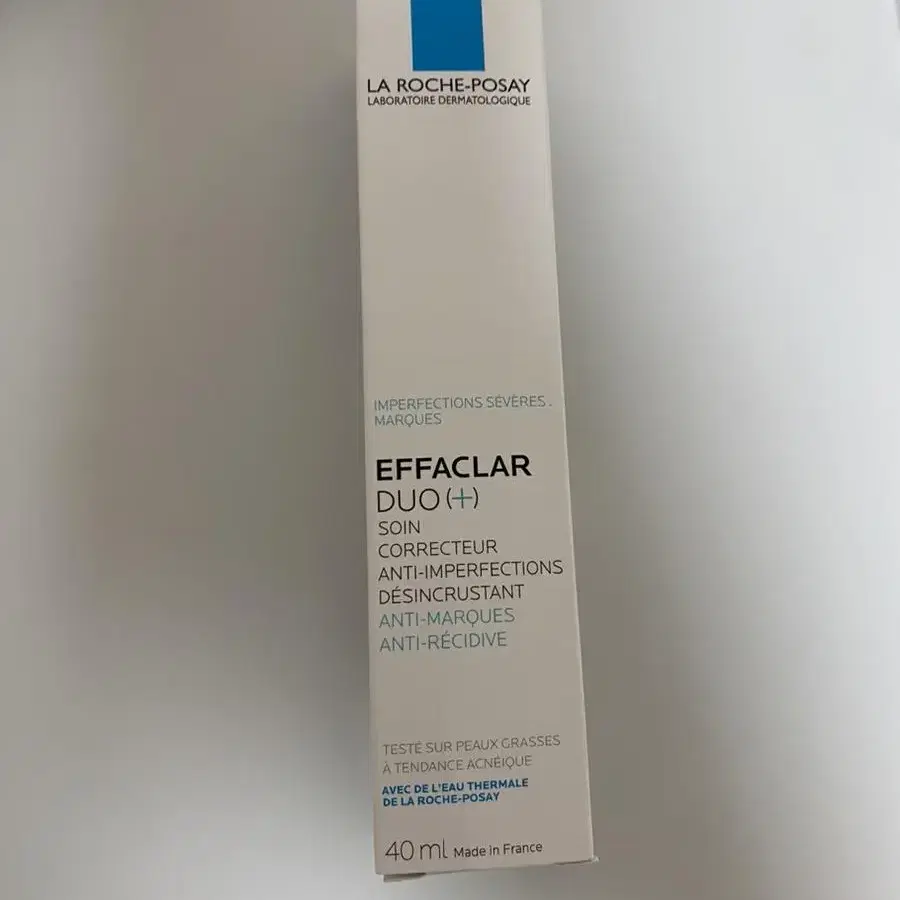 LA ROCHE-POSAY
LABORATOIRE DERMATOLOGIQUE
IMPERFECTIONS SÉVÈRES.
MARQUES
EFFACLAR
DUO (+)
SOIN
CORRECTEUR
ANTI-IMPERFECTIONS
DÉSINCRUSTANT
ANTI-MARQUES
ANTI-RÉCIDIVE
TESTÉ SUR PEAUX GRASSES
À TENDANCE ACNÉIQUE
AVEC DE L'EAU THERMALE
DE LA ROCHE-POSAY
40 ml Made in France